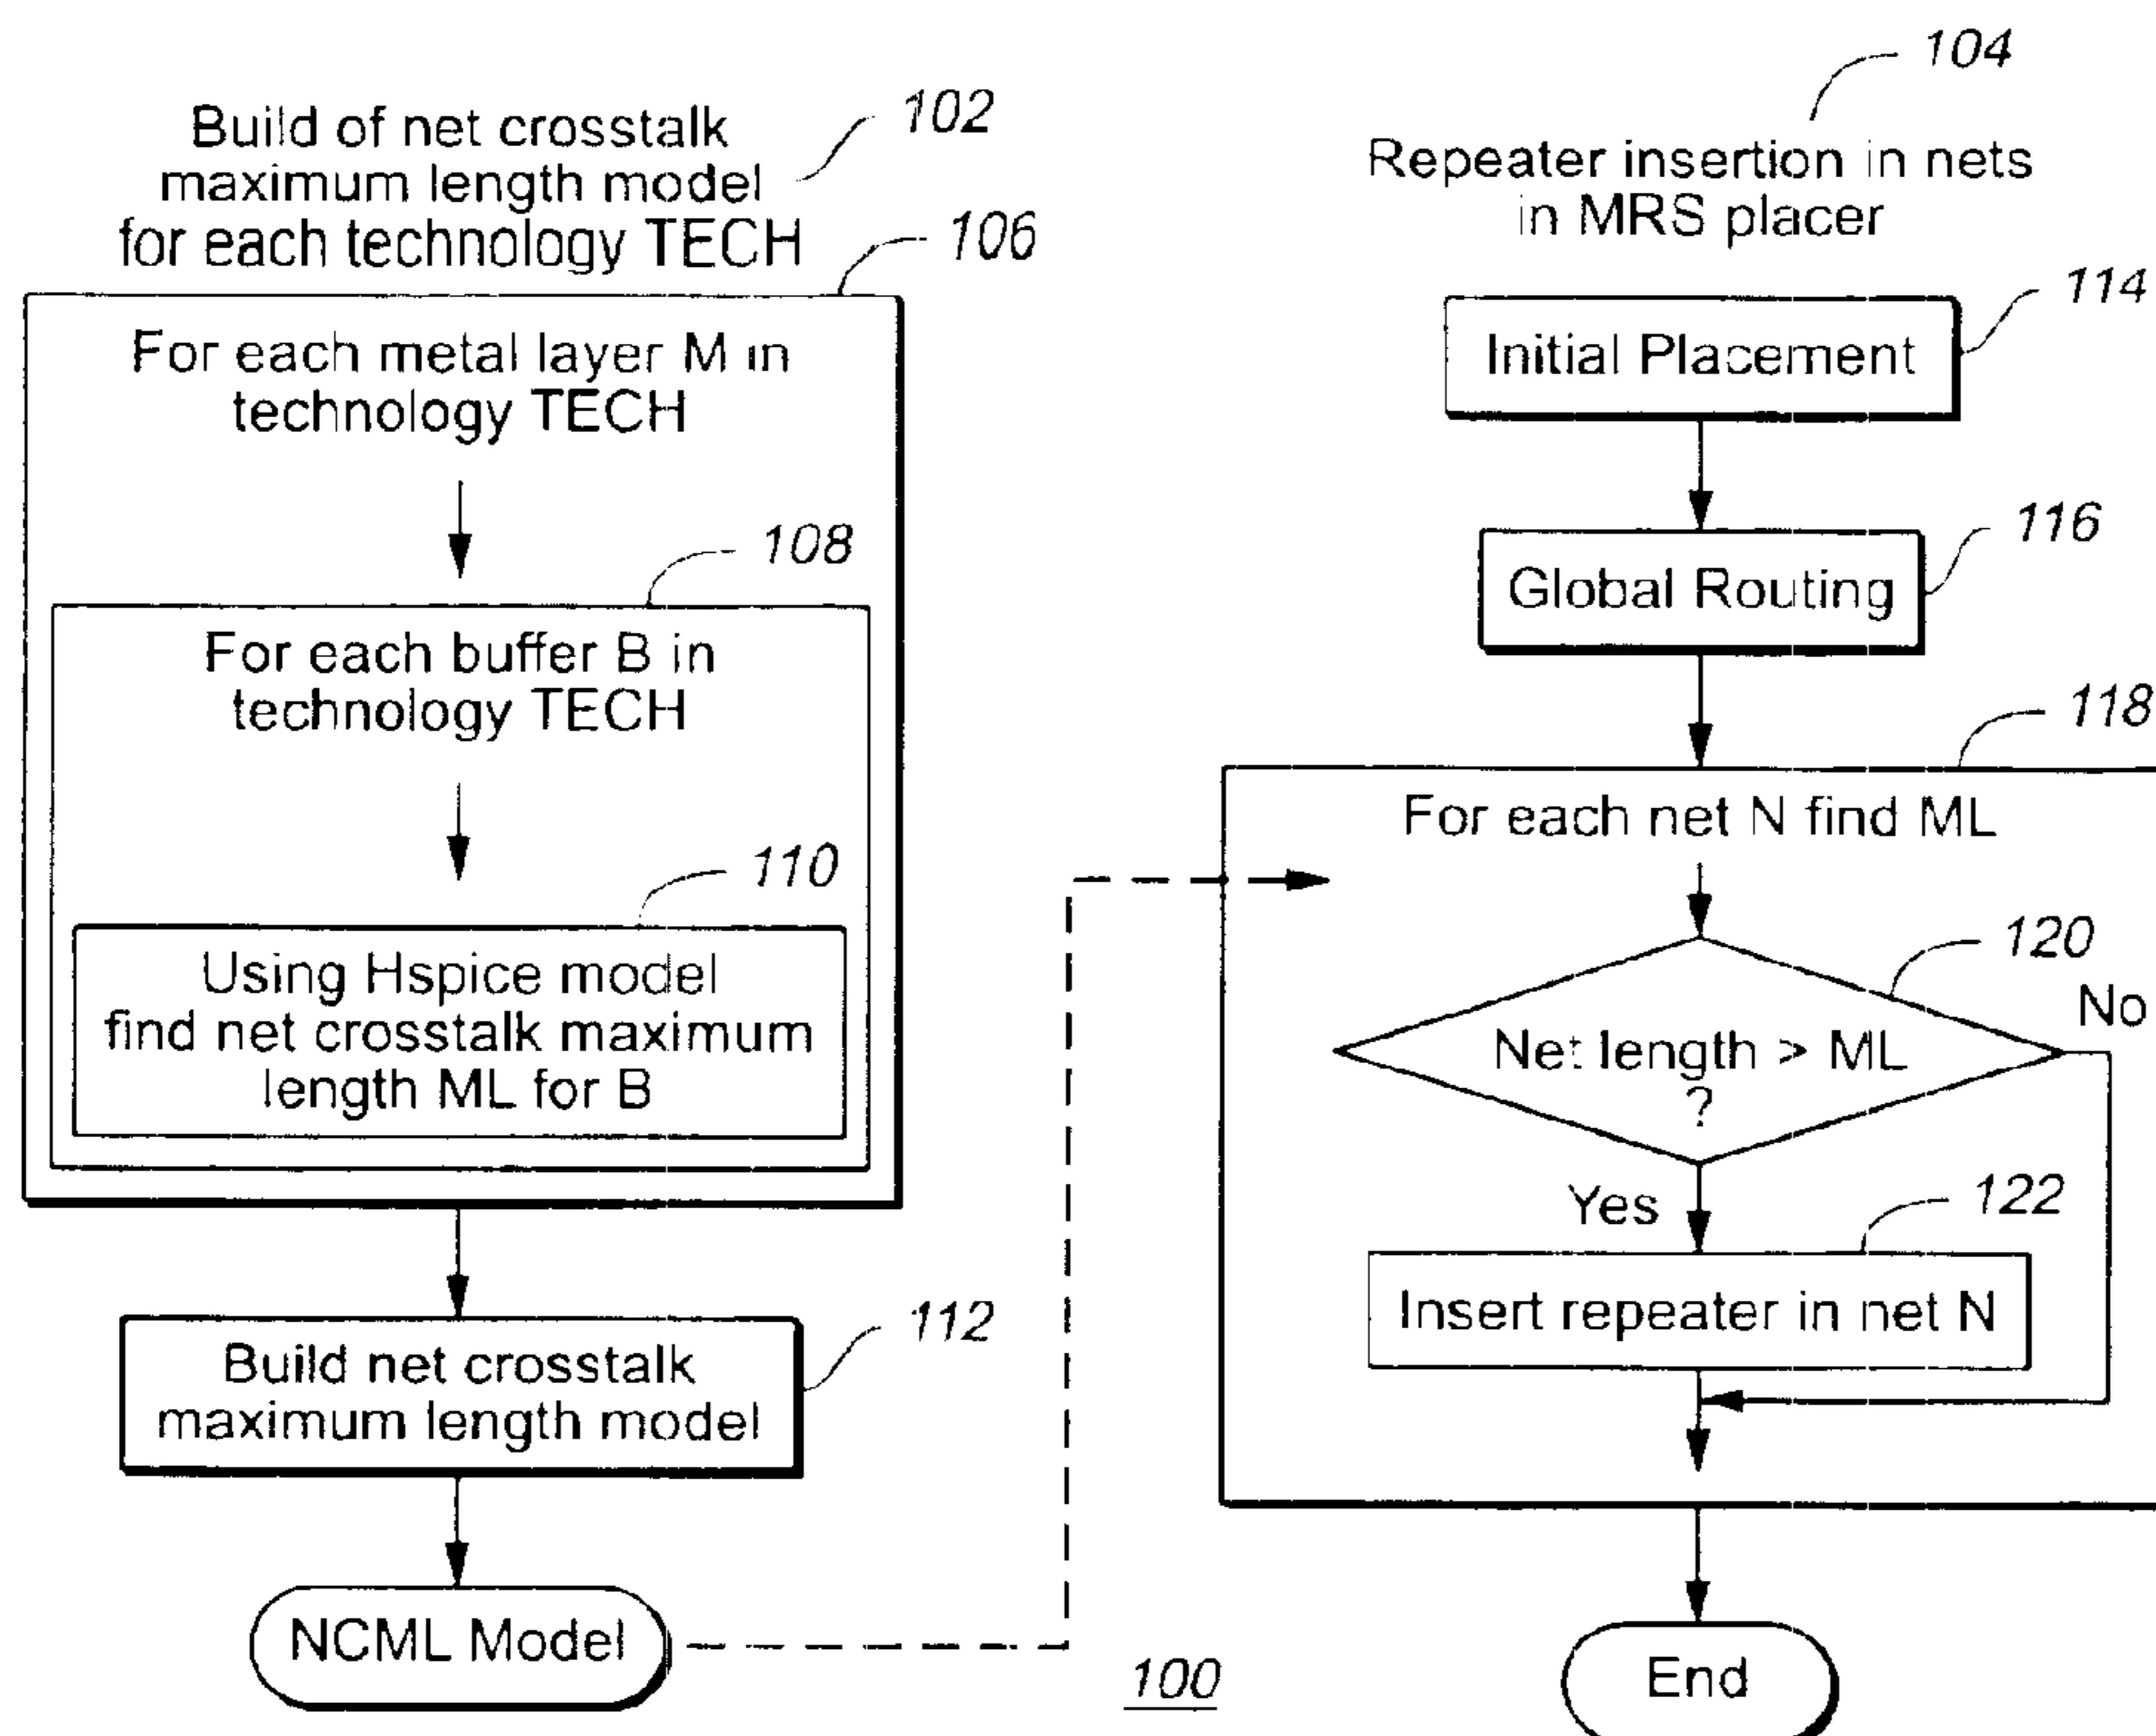 Build of net crosstalk
maximum length model
for each technology TECH
102
106
For each metal layer M in
technology TECH
108
For each buffer B in
technology TECH
110
Using Hspice model
find net crosstalk maximum
length ML for B
112
Build net crosstalk
maximum length model
NCML Model
104
Repeater insertion in nets
in MRS placer
114
Initial Placement
116
Global Routing
118
For each net N find ML
120
No
Net length > ML
?
Yes
122
Insert repeater in net N
End
100